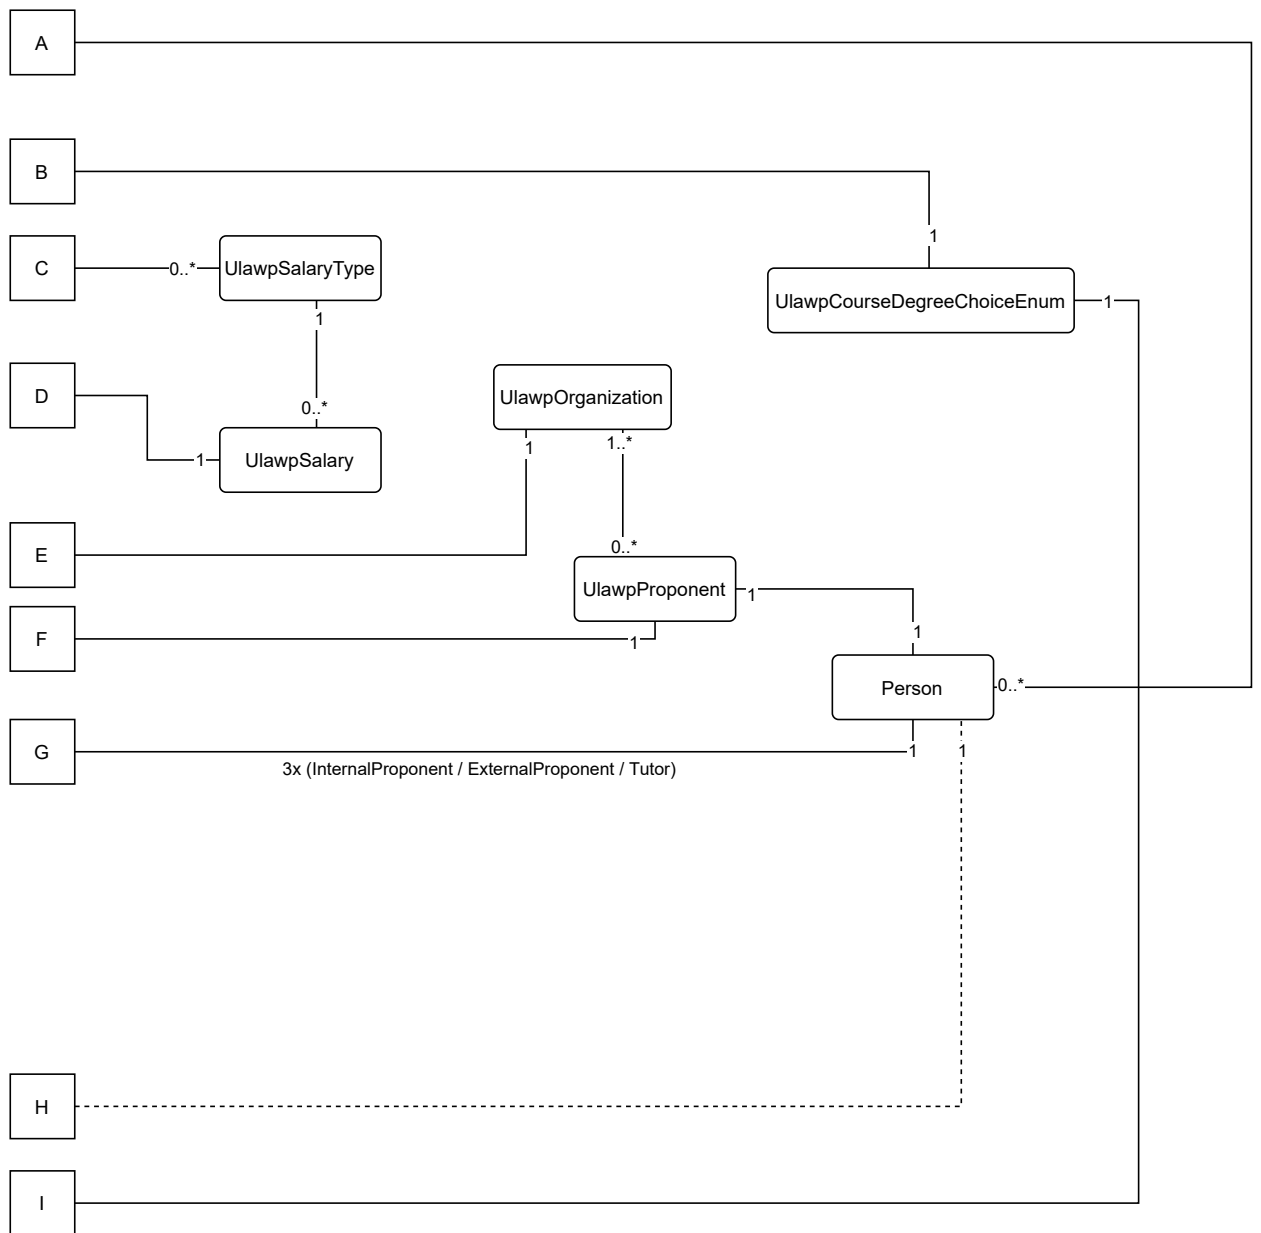 A
B
1
C
0..*
UlawpSalaryType
UlawpCourseDegreeChoiceEnum
1
1
D
UlawpOrganization
0..*
1
1..*
1
UlawpSalary
E
0..*
UlawpProponent
1
F
1
1
Person
0..*
G
1
1
3x (InternalProponent / ExternalProponent / Tutor)
H
I